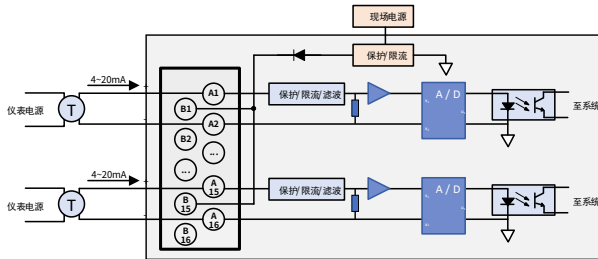 现场电源
保护/限流
4~20mA
仪表电源
T
A1
B1
A2
B2
...
...
保护/限流/滤波
A / D
至系统
4~20mA
仪表电源
T
A
15
B
15
A
16
B
16
保护/限流/滤波
A / D
至系统